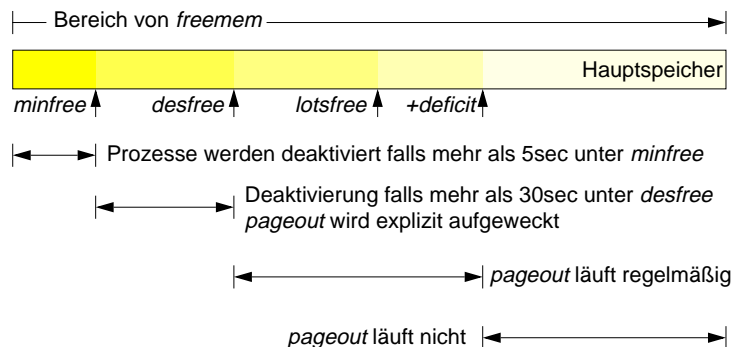 Bereich von freemem
Hauptspeicher
minfree desfree lotsfree +deficit
Prozesse werden deaktiviert falls mehr als 5sec unter minfree
Deaktivierung falls mehr als 30sec unter desfree
pageout wird explizit aufgeweckt
pageout läuft regelmäßig
pageout läuft nicht